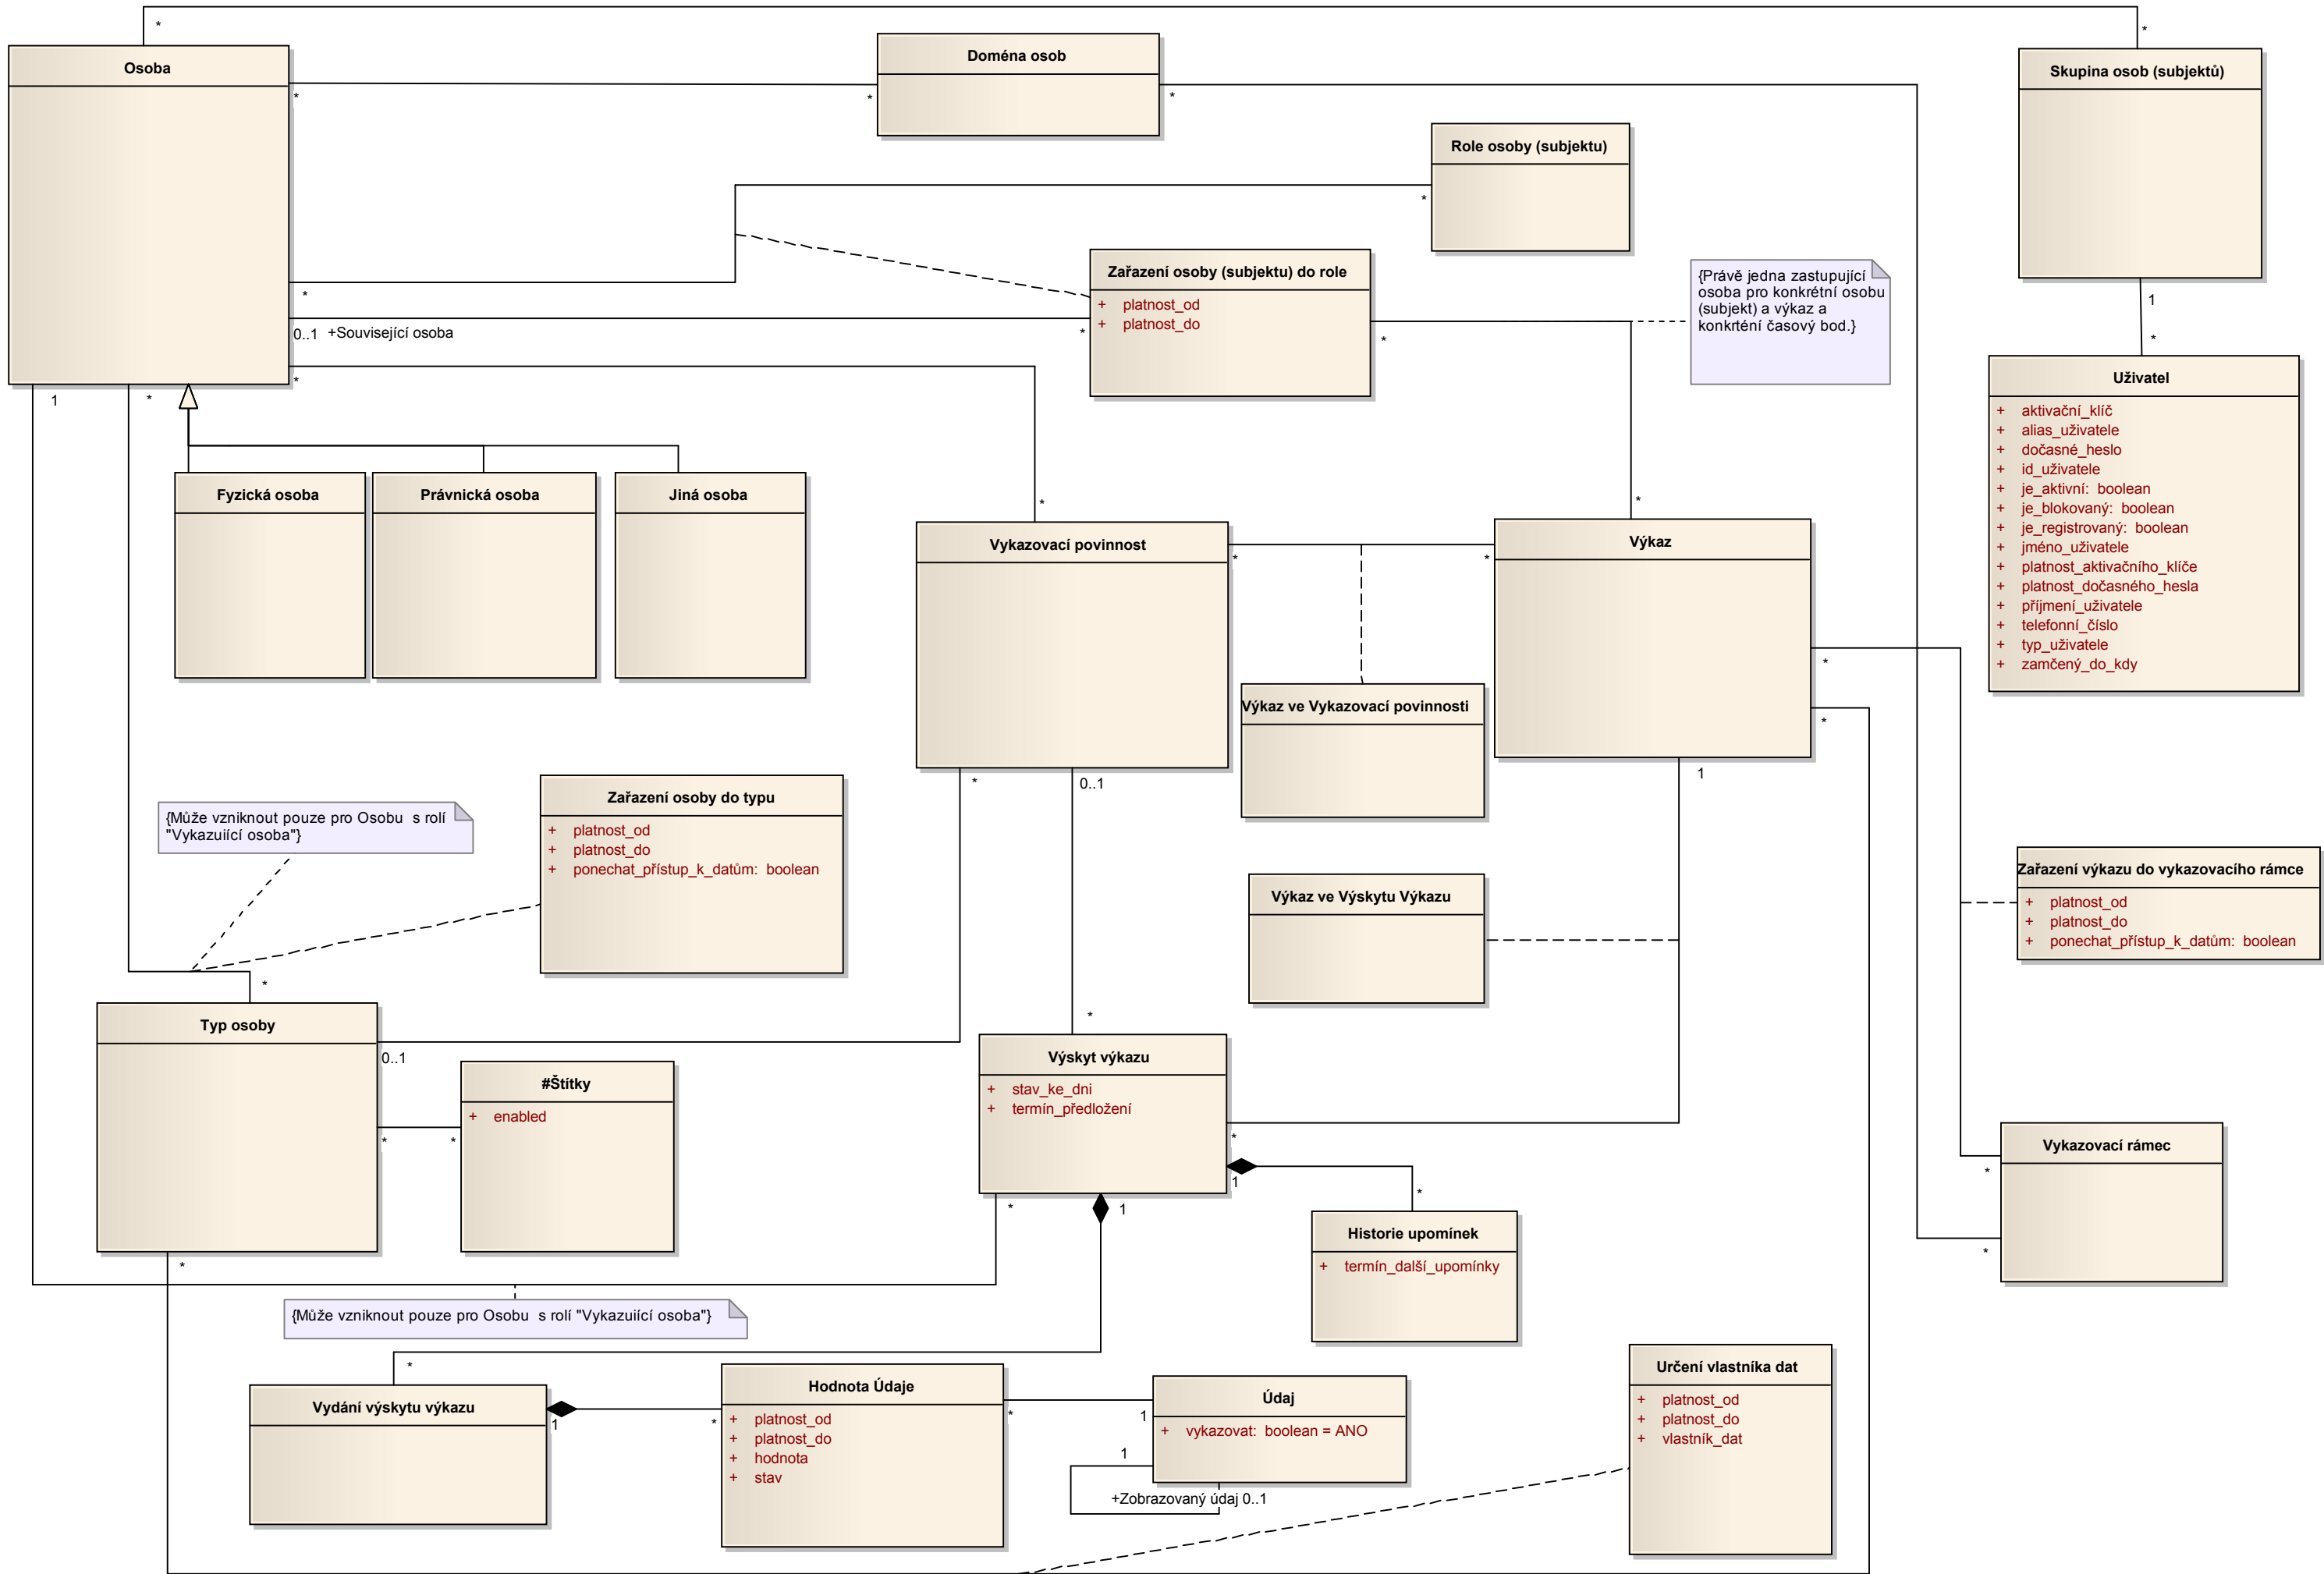 *
*
Osoba
Doména osob
Skupina osob (subjektů)
*
*
*
Role osoby (subjektu)
*
*
Zařazení osoby (subjektu) do role
+ platnost_od
+ platnost_do
{Právě jedna zastupující
osoba pro konkrétní osobu
(subjekt) a výkaz a
konkrténí časový bod.}
0..1 +Související osoba
*
*
1
*
*
1
*
*
Uživatel
+ aktivační_klíč
+ alias_uživatele
+ dočasné_heslo
+ id_uživatele
+ je_aktivní: boolean
+ je_blokovaný: boolean
+ je_registrovaný: boolean
+ jméno_uživatele
+ platnost_aktivačního_klíče
+ platnost_dočasného_hesla
+ příjmení_uživatele
+ telefonní_číslo
+ typ_uživatele
+ zamčený_do_kdy
Fyzická osoba
Právnická osoba
Jiná osoba
*
*
Vykazovací povinnost
Výkaz
*
*
*
*
Výkaz ve Vykazovací povinnosti
*
0..1
1
Zařazení osoby do typu
+ platnost_od
+ platnost_do
+ ponechat_přístup_k_datům: boolean
{Může vzniknout pouze pro Osobu  s rolí
"Vykazuiící osoba"}
Výkaz ve Výskytu Výkazu
Zařazení výkazu do vykazovacího rámce
+ platnost_od
+ platnost_do
+ ponechat_přístup_k_datům: boolean
*
*
Typ osoby
0..1
#Štítky
+ enabled
*
*
Výskyt výkazu
+ stav_ke_dni
+ termín_předložení
*
1
*
*
1
Vykazovací rámec
*
*
Historie upomínek
+ termín_další_upomínky
*
{Může vzniknout pouze pro Osobu  s rolí "Vykazuiící osoba"}
*
Vydání výskytu výkazu
1
*
Hodnota Údaje
+ platnost_od
+ platnost_do
+ hodnota
+ stav
*
1
Údaj
+ vykazovat: boolean = ANO
1
+Zobrazovaný údaj 0..1
Určení vlastníka dat
+ platnost_od
+ platnost_do
+ vlastník_dat